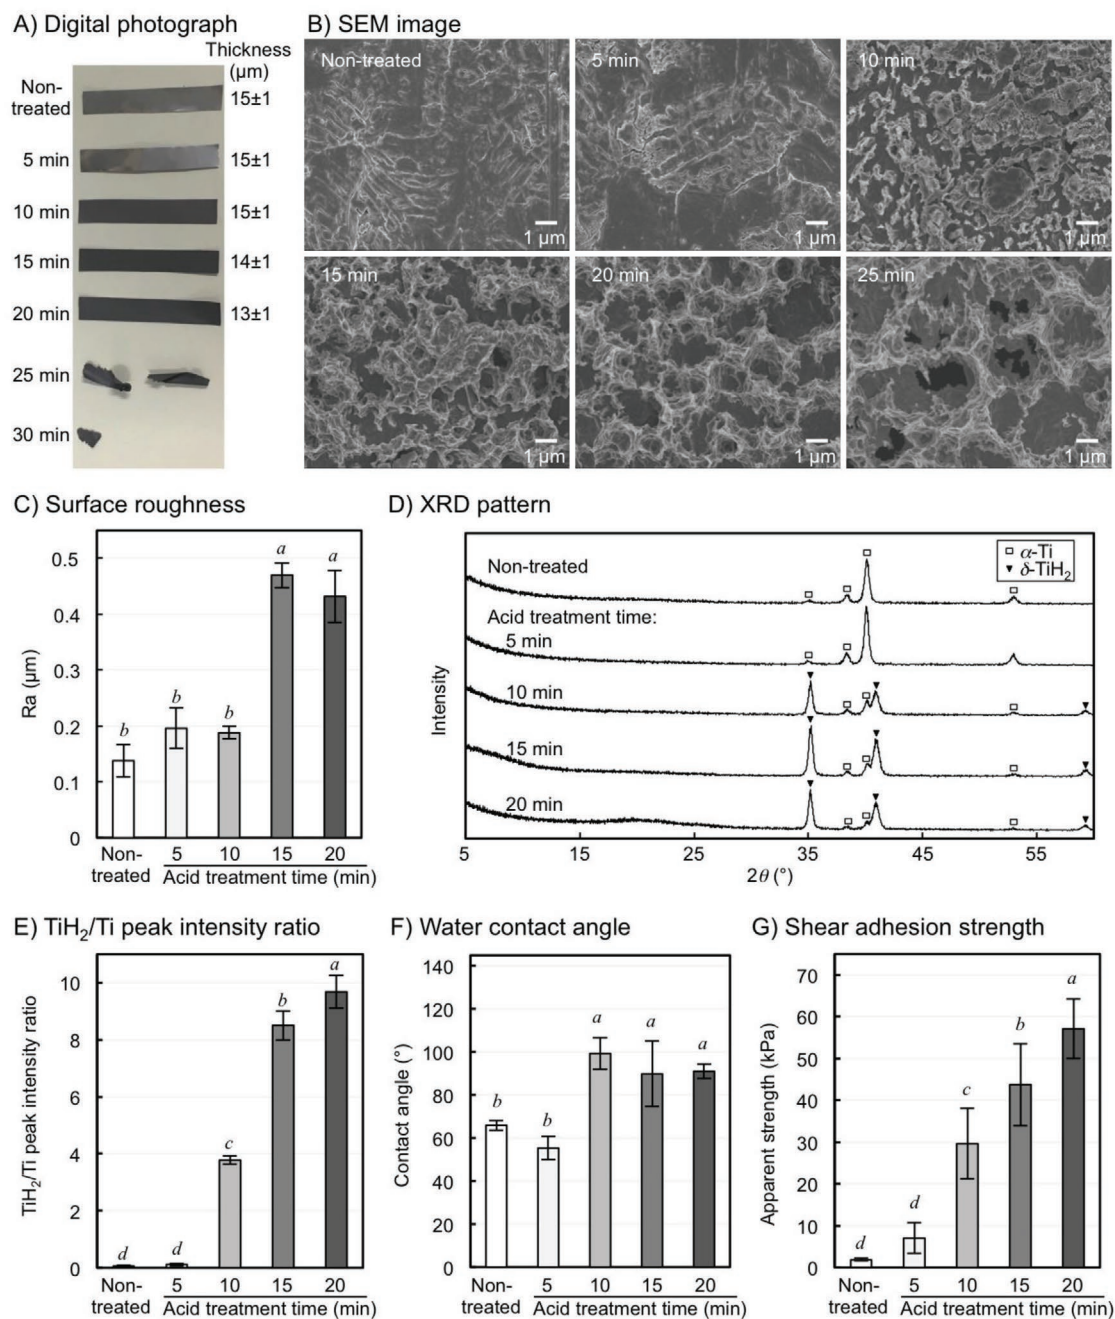 A) Digital photograph
Thickness
(μm)
Non-
treated
15±1
5 min
15±1
10 min
15±1
15 min
14±1
20 min
13±1
25 min
30 min
B) SEM image
Non-treated
1 μm
5 min
1 μm
10 min
1 μm
15 min
1 μm
20 min
1 μm
25 min
1 μm
C) Surface roughness
Ra (μm)
0.5
0.4
0.3
0.2
0.1
0
b
b
b
a
a
Non-
treated
5 10 15 20
Acid treatment time (min)
D) XRD pattern
Intensity
Non-treated
Acid treatment time:
5 min
10 min
15 min
20 min
α-Ti
δ-TiH₂
5 15 25 35 45 55
2θ (°)
E) TiH₂/Ti peak intensity ratio
TiH₂/Ti peak intensity ratio
10
8
6
4
2
0
d
d
c
b
a
Non-
treated
5 10 15 20
Acid treatment time (min)
F) Water contact angle
Contact angle (°)
140
120
100
80
60
40
20
0
b
b
a
a
a
Non-
treated
5 10 15 20
Acid treatment time (min)
G) Shear adhesion strength
Apparent strength (kPa)
70
60
50
40
30
20
10
0
d
d
c
b
a
Non-
treated
5 10 15 20
Acid treatment time (min)